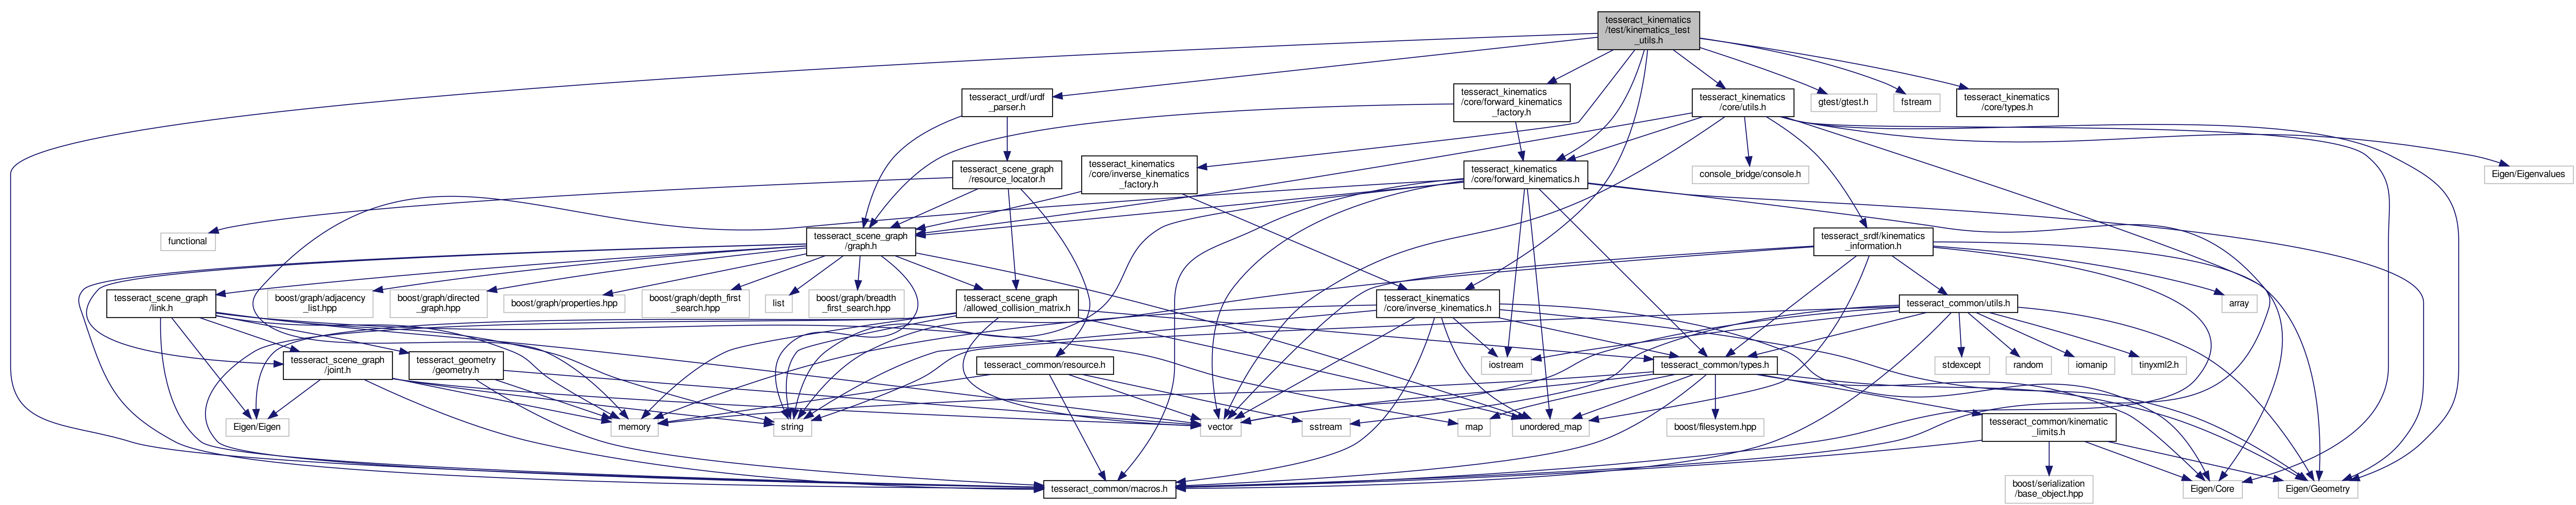 tesseract_kinematics
/test/kinematics_test
_utils.h
tesseract_urdf/urdf
_parser.h
tesseract_kinematics
/core/forward_kinematics
_factory.h
tesseract_kinematics
/core/utils.h
gtest/gtest.h
fstream
tesseract_kinematics
/core/types.h
tesseract_scene_graph
/resource_locator.h
tesseract_kinematics
/core/inverse_kinematics
_factory.h
tesseract_kinematics
/core/forward_kinematics.h
console_bridge/console.h
Eigen/Eigenvalues
functional
tesseract_scene_graph
/graph.h
tesseract_srdf/kinematics
_information.h
tesseract_scene_graph
/link.h
boost/graph/adjacency
_list.hpp
boost/graph/directed
_graph.hpp
boost/graph/properties.hpp
boost/graph/depth_first
_search.hpp
list
boost/graph/breadth
_first_search.hpp
tesseract_scene_graph
/allowed_collision_matrix.h
tesseract_kinematics
/core/inverse_kinematics.h
tesseract_common/utils.h
array
tesseract_scene_graph
/joint.h
tesseract_geometry
/geometry.h
tesseract_common/resource.h
iostream
tesseract_common/types.h
stdexcept
random
iomanip
tinyxml2.h
Eigen/Eigen
memory
string
vector
sstream
map
unordered_map
boost/filesystem.hpp
tesseract_common/kinematic
_limits.h
tesseract_common/macros.h
boost/serialization
/base_object.hpp
Eigen/Core
Eigen/Geometry